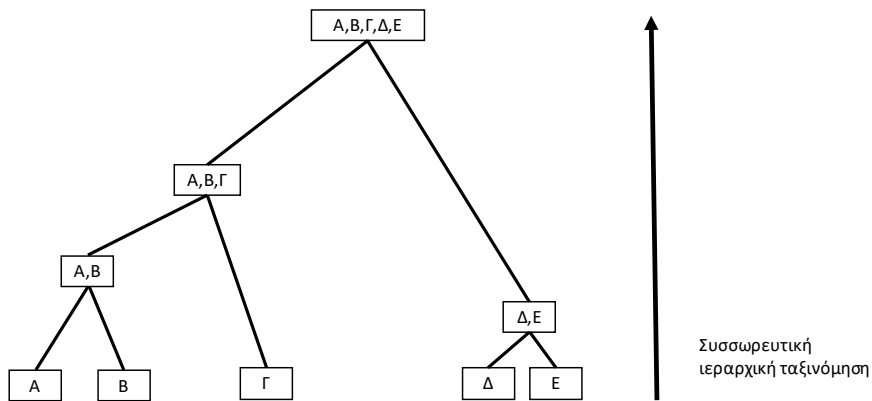 Α,Β,Γ,Δ,Ε
Α,Β,Γ
Α,Β
Δ,Ε
Α
Β
Γ
Δ
Ε
Συσσωρευτική
ιεραρχική ταξινόμηση